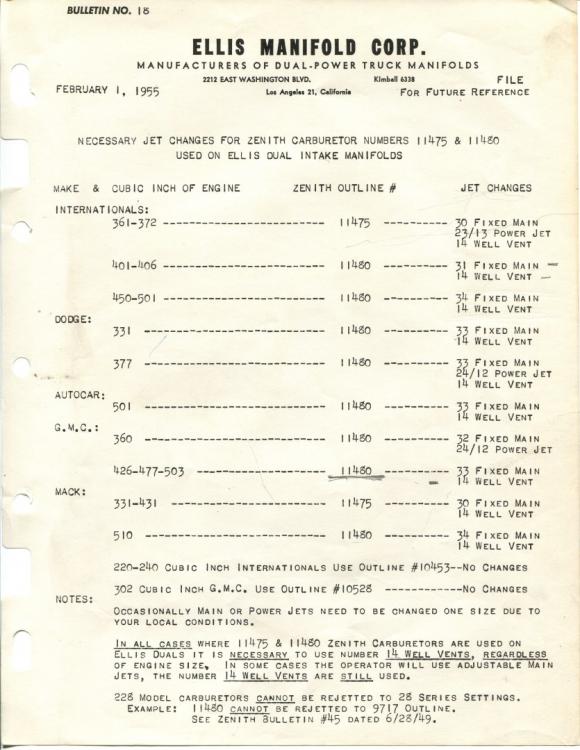 BULLETIN NO. 18
ELLIS MANIFOLD CORP.
MANUFACTURERS OF DUAL-POWER TRUCK MANIFOLDS
2212 EAST WASHINGTON BLVD. KImball 6338
Los Angeles 21, California
FILE
FEBRUARY 1, 1955 FOR FUTURE REFERENCE
NECESSARY JET CHANGES FOR ZENITH CARBURETOR NUMBERS 11475 & 11480
USED ON ELLIS DUAL INTAKE MANIFOLDS
MAKE & CUBIC INCH OF ENGINE ZENITH OUTLINE # JET CHANGES
INTERNATIONALS:
361-372 -------------------- 11475 ---------- 30 FIXED MAIN
23/13 POWER JET
14 WELL VENT
401-406 -------------------- 11480 ---------- 31 FIXED MAIN
14 WELL VENT
450-501 -------------------- 11480 ---------- 34 FIXED MAIN
14 WELL VENT
DODGE:
331 ---------------------- 11480 ---------- 33 FIXED MAIN
14 WELL VENT
377 ---------------------- 11480 ---------- 33 FIXED MAIN
24/12 POWER JET
14 WELL VENT
AUTOCAR:
501 ---------------------- 11480 ---------- 33 FIXED MAIN
14 WELL VENT
G.M.C.:
360 ---------------------- 11480 ---------- 32 FIXED MAIN
24/12 POWER JET
426-477-503 ---------------- 11480 ---------- 33 FIXED MAIN
14 WELL VENT
MACK:
331-431 -------------------- 11475 ---------- 30 FIXED MAIN
14 WELL VENT
510 ---------------------- 11480 ---------- 34 FIXED MAIN
14 WELL VENT
220-240 CUBIC INCH INTERNATIONALS USE OUTLINE #10453--NO CHANGES
302 CUBIC INCH G.M.C. USE OUTLINE #10528 ------------NO CHANGES
NOTES:
OCCASIONALLY MAIN OR POWER JETS NEED TO BE CHANGED ONE SIZE DUE TO
YOUR LOCAL CONDITIONS.
IN ALL CASES WHERE 11475 & 11480 ZENITH CARBURETORS ARE USED ON
ELLIS DUALS IT IS NECESSARY TO USE NUMBER 14 WELL VENTS, REGARDLESS
OF ENGINE SIZE. IN SOME CASES THE OPERATOR WILL USE ADJUSTABLE MAIN
JETS, THE NUMBER 14 WELL VENTS ARE STILL USED.
228 MODEL CARBURETORS CANNOT BE REJETTED TO 28 SERIES SETTINGS.
EXAMPLE: 11480 CANNOT BE REJETTED TO 9717 OUTLINE.
SEE ZENITH BULLETIN #45 DATED 6/28/49.